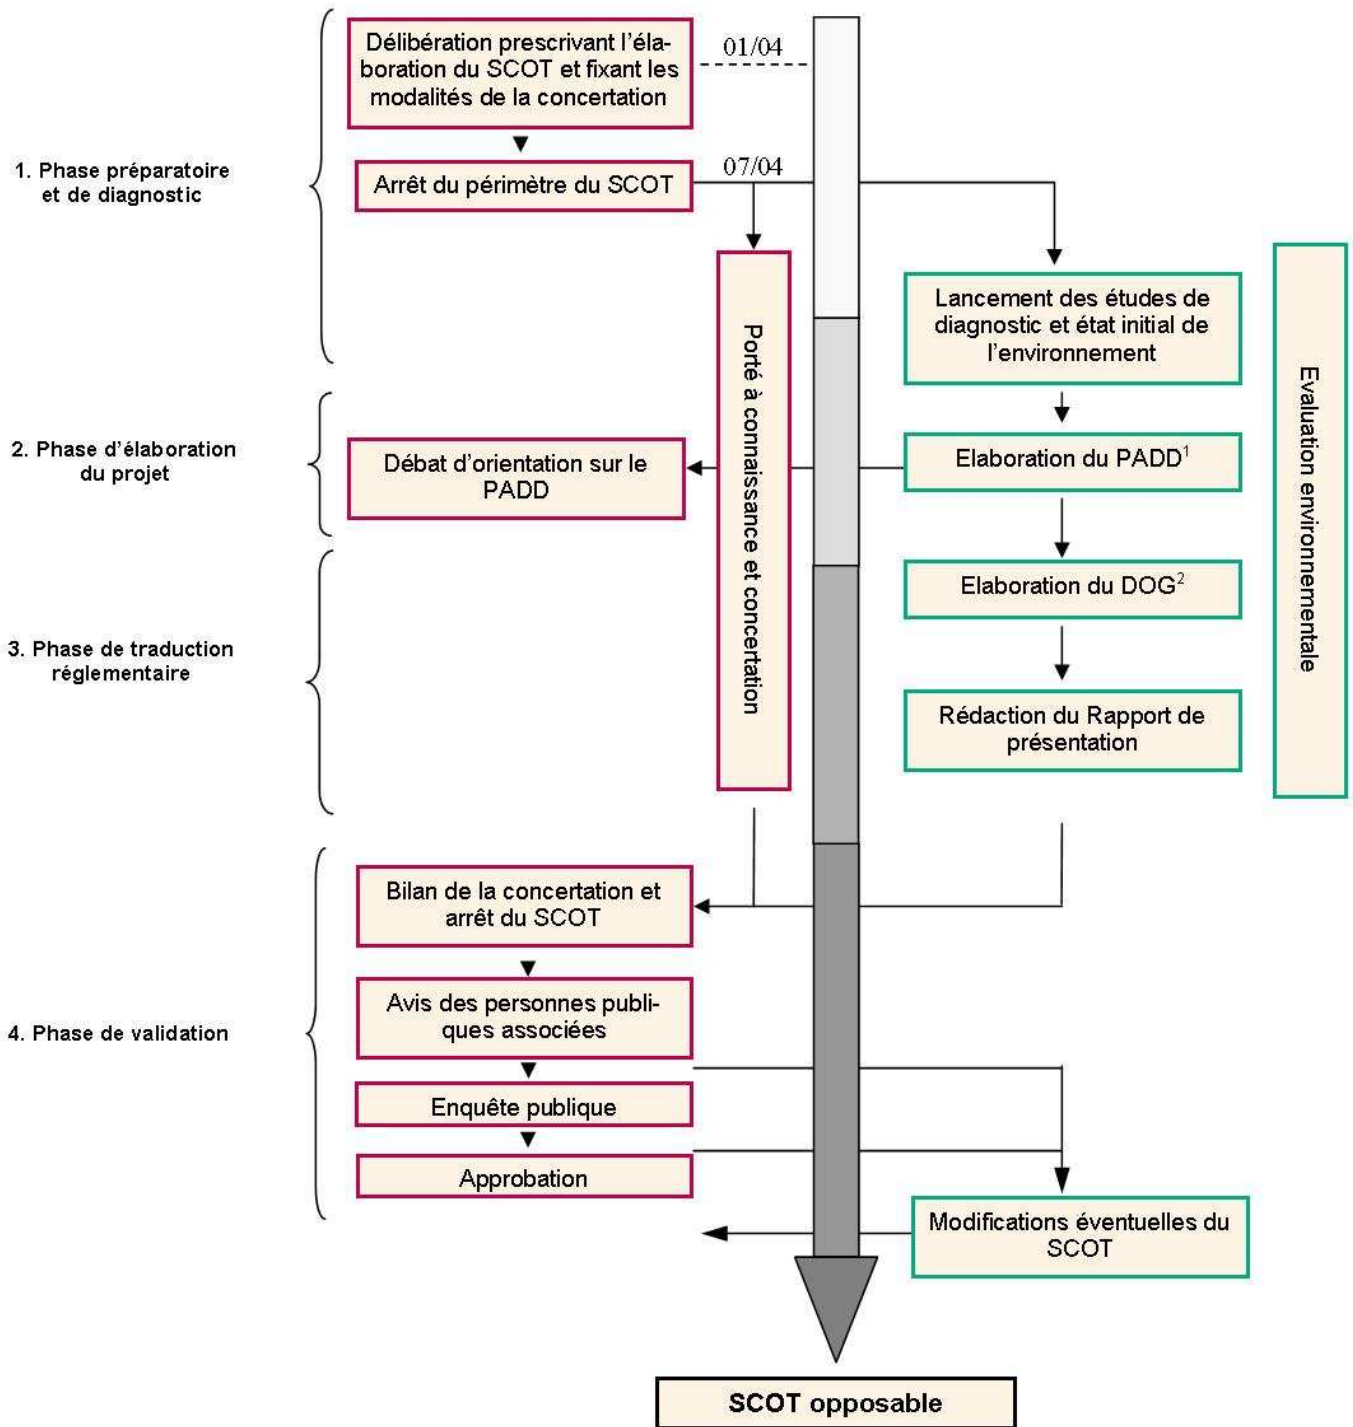 Délibération prescrivant l'éla-
boration du SCOT et fixant les
modalités de la concertation
01/04
1. Phase préparatoire
et de diagnostic
Arrêt du périmètre du SCOT
07/04
Porté à connaissance et concertation
Lancement des études de
diagnostic et état initial de
l'environnement
Evaluation environnementale
2. Phase d'élaboration
du projet
Débat d'orientation sur le
PADD
Elaboration du PADD¹
Elaboration du DOG²
3. Phase de traduction
réglementaire
Rédaction du Rapport de
présentation
Bilan de la concertation et
arrêt du SCOT
4. Phase de validation
Avis des personnes publi-
ques associées
Enquête publique
Approbation
Modifications éventuelles du
SCOT
SCOT opposable